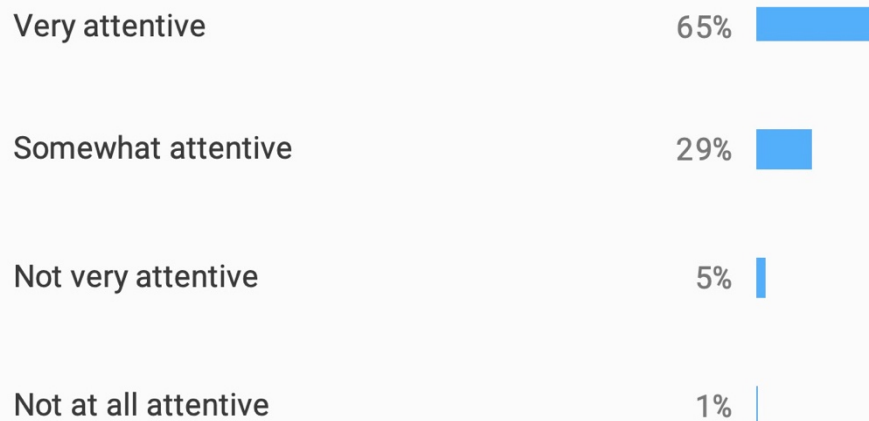 Very attentive 65%
Somewhat attentive 29%
Not very attentive 5%
Not at all attentive 1%